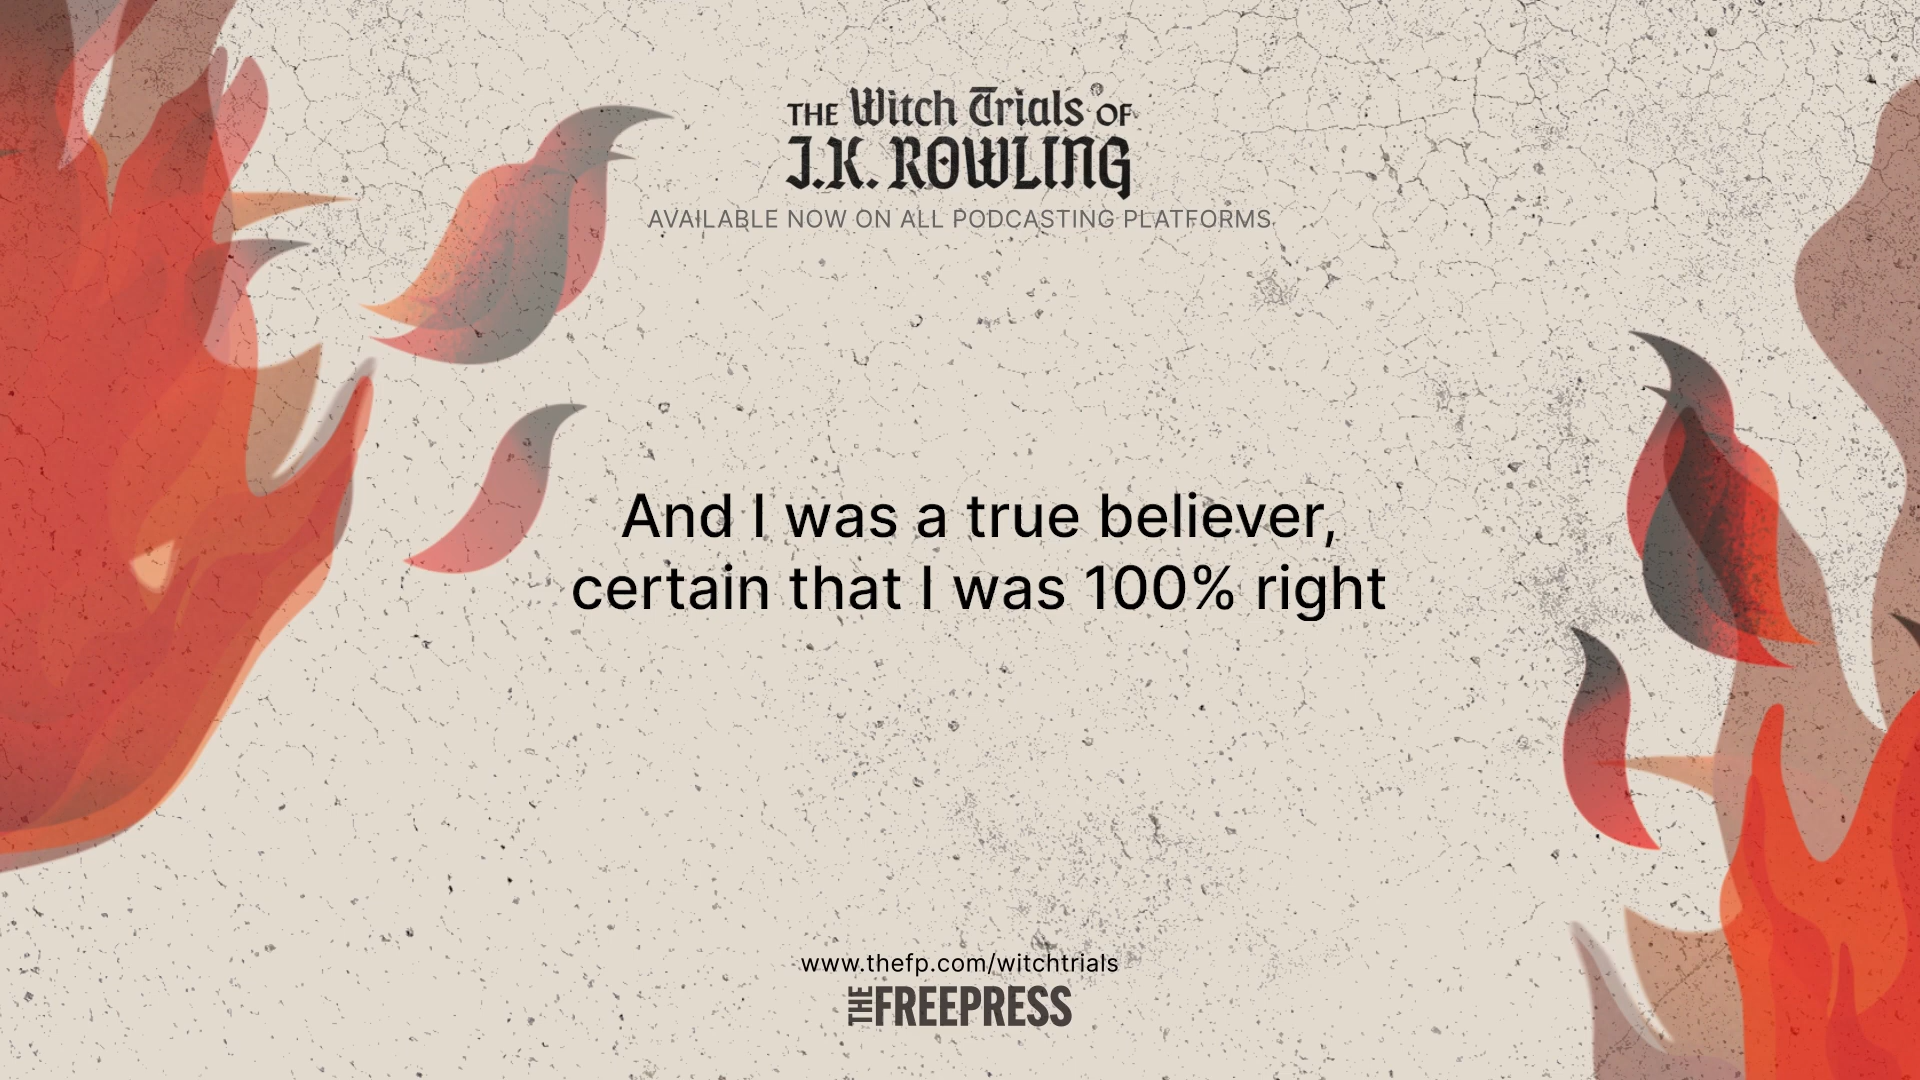 THE Witch Trials OF
J.K. ROWLING
AVAILABLE NOW ON ALL PODCASTING PLATFORMS
And I was a true believer,
certain that I was 100% right
www.thefp.com/witchtrials
THE FREEPRESS